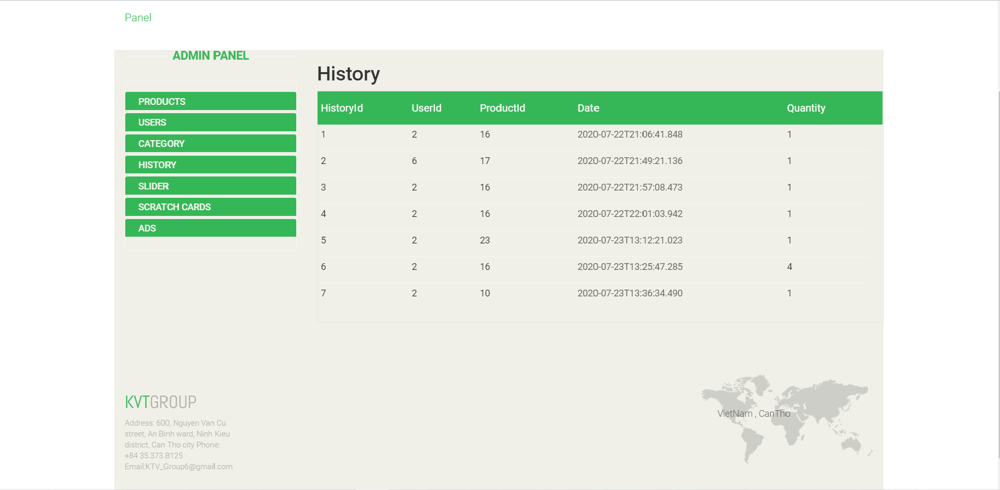 Panel
ADMIN PANEL
PRODUCTS
USERS
CATEGORY
HISTORY
SLIDER
SCRATCH CARDS
ADS
History
HistoryId UserId ProductId Date Quantity
1 2 16 2020-07-22T21:06:41.848 1
2 6 17 2020-07-22T21:49:21.136 1
3 2 16 2020-07-22T21:57:08.473 1
4 2 16 2020-07-22T22:01:03.942 1
5 2 23 2020-07-23T13:12:21.023 1
6 2 16 2020-07-23T13:25:47.285 4
7 2 10 2020-07-23T13:36:34.490 1
KVTGROUP
Address: 600, Nguyen Van Cu
street, An Binh ward, Ninh Kieu
district, Can Tho city Phone:
+84 35.373.8125
Email:KTV_Group6@gmail.com
VietNam , CanTho